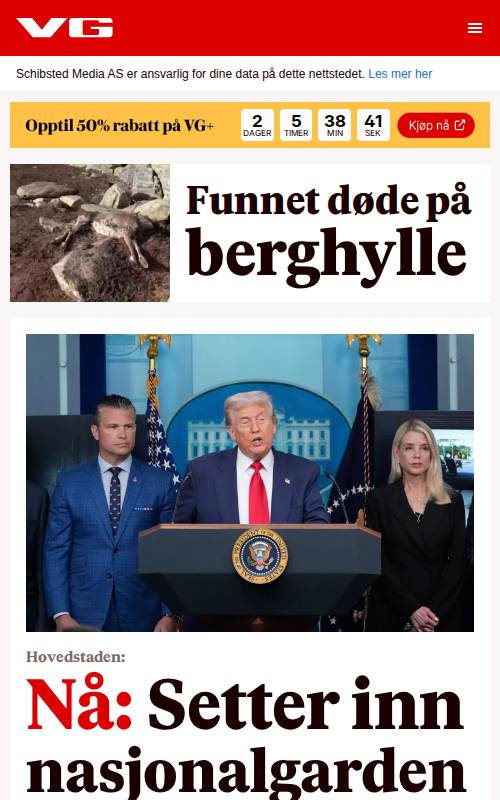 VG
Schibsted Media AS er ansvarlig for dine data på dette nettstedet. Les mer her
Opptil 50% rabatt på VG+
2 5 38 41
DAGER TIMER MIN SEK
Kjøp nå
Funnet døde på
berghylle
Hovedstaden:
Nå: Setter inn
nasjonalgarden